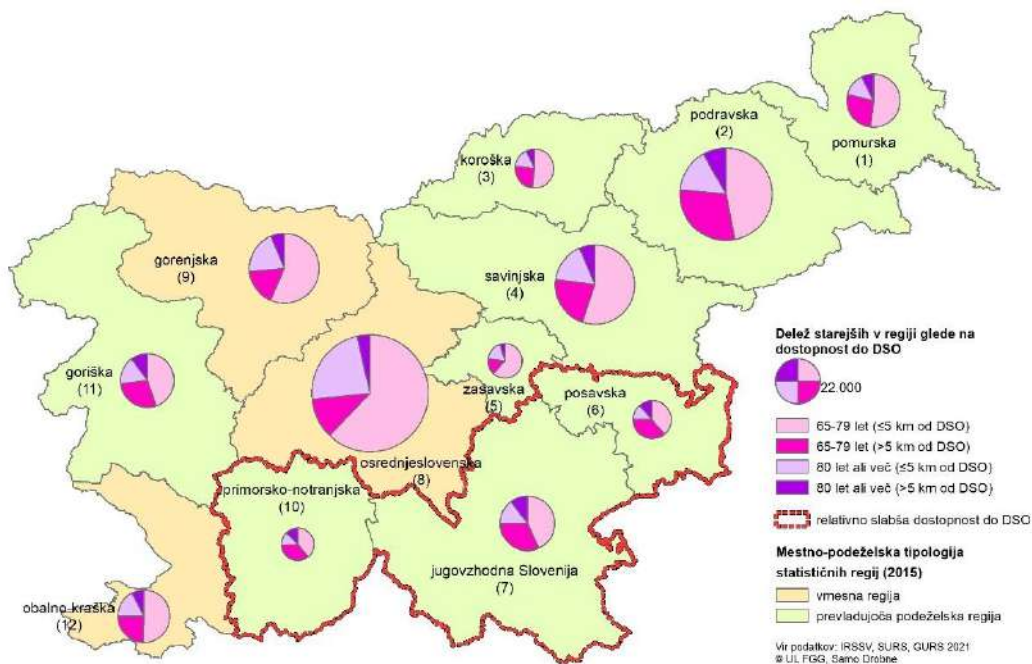 podravska
(2)
pomurska
(1)
koroška
(3)
gorenjska
(9)
savinjska
(4)
goriška
(11)
zasavska
(5)
posavska
(6)
osrednjeslovenska
(8)
primorsko-notranjska
(10)
jugovzhodna Slovenija
(7)
obalno-kraška
(12)
Delež starejših v regiji glede na
dostopnost do DSO
22.000
65-79 let (≤5 km od DSO)
65-79 let (>5 km od DSO)
80 let ali več (≤5 km od DSO)
80 let ali več (>5 km od DSO)
relativno slabša dostopnost do DSO
Mestno-podeželska tipologija
statističnih regij (2015)
vmesna regija
prevladujoča podeželska regija
Vir podatkov: IRSSV, SURS, GURS 2021
© UL FGG, Samo Drobne